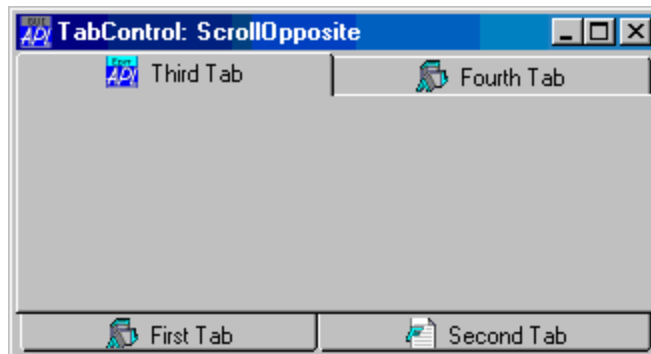 TabControl: ScrollOpposite
Third Tab
Fourth Tab
First Tab
Second Tab